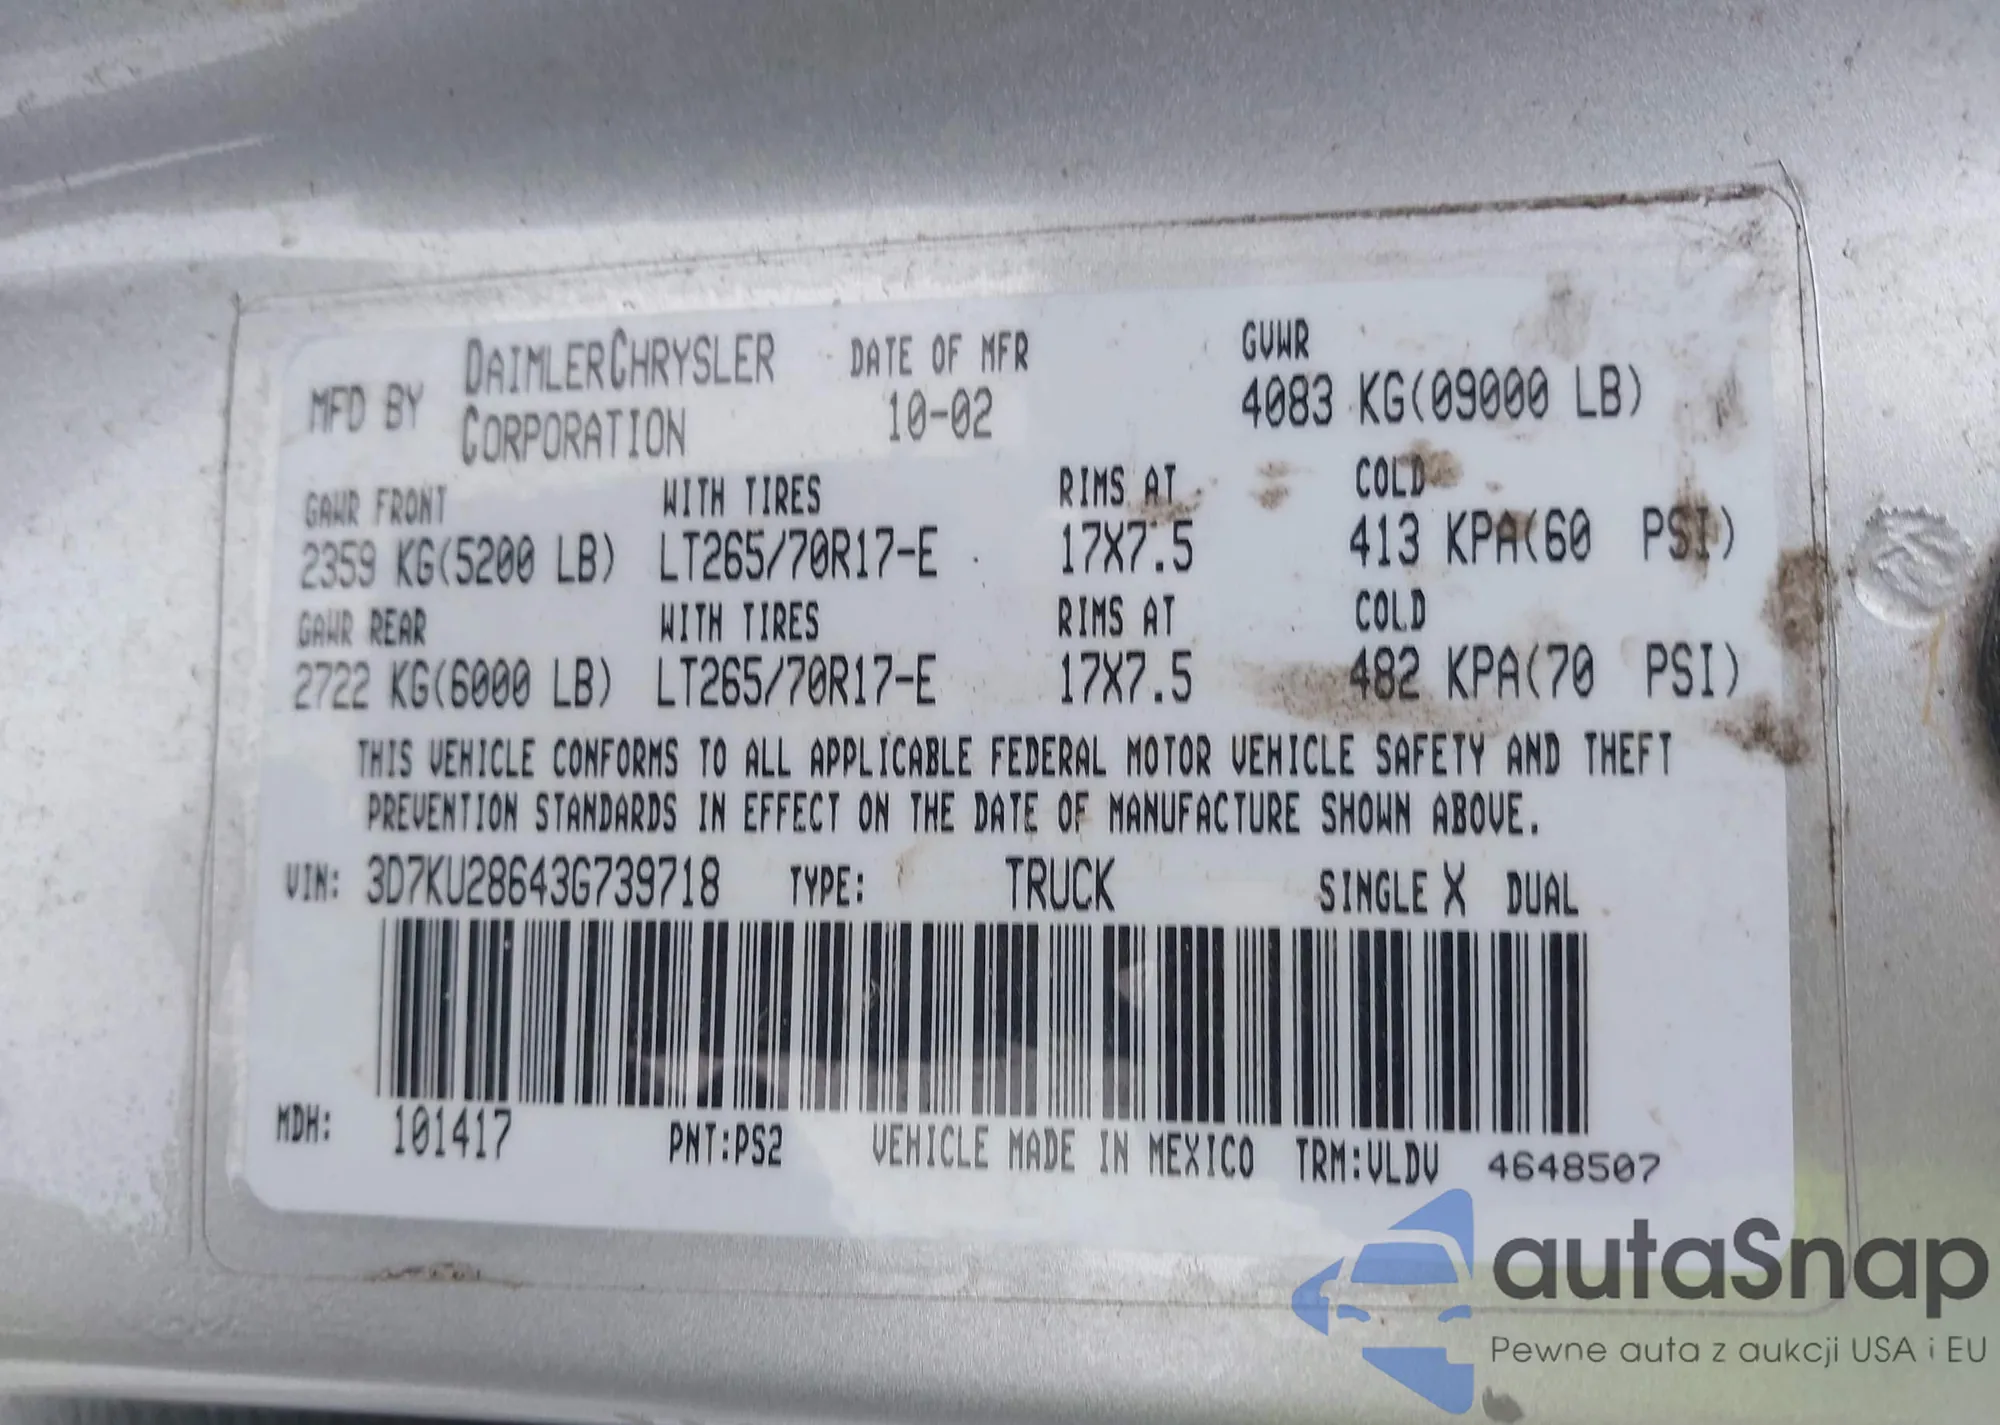 MFD BY DAIMLERCHRYSLER CORPORATION DATE OF MFR 10-02 GVWR 4083 KG(09000 LB)
GAWR FRONT WITH TIRES RIMS AT COLD
2359 KG(5200 LB) LT265/70R17-E 17X7.5 413 KPA(60 PSI)
GAWR REAR WITH TIRES RIMS AT COLD
2722 KG(6000 LB) LT265/70R17-E 17X7.5 482 KPA(70 PSI)
THIS VEHICLE CONFORMS TO ALL APPLICABLE FEDERAL MOTOR VEHICLE SAFETY AND THEFT
PREVENTION STANDARDS IN EFFECT ON THE DATE OF MANUFACTURE SHOWN ABOVE.
VIN: 3D7KU28643G739718 TYPE: TRUCK SINGLE X DUAL
MDH: 101417 PNT:PS2 VEHICLE MADE IN MEXICO TRM:VLDV 4648507
autaSnap
Pewne auta z aukcji USA i EU